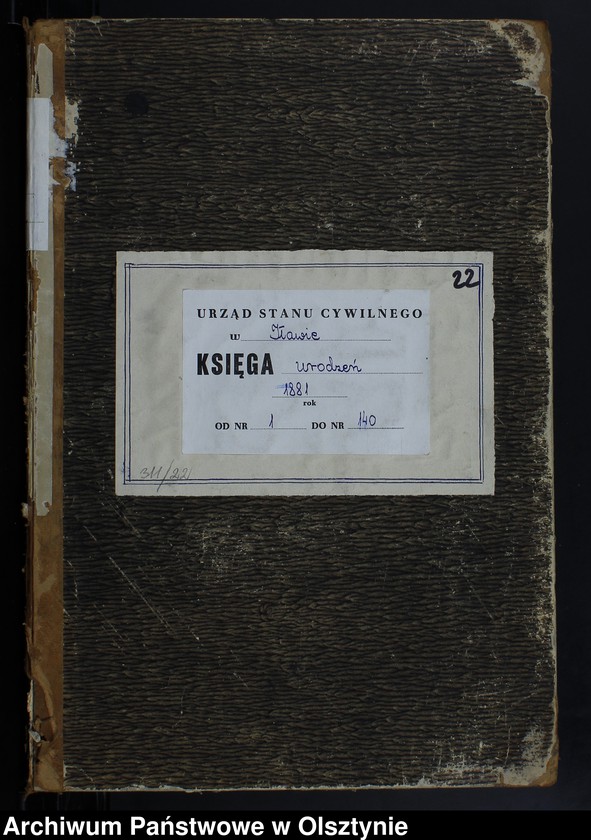 22
URZĄD STANU CYWILNEGO
w Iławie
KSIĘGA urodzeń
1881
rok
OD NR 1 DO NR 140
311/22
Archiwum Państwowe w Olsztynie